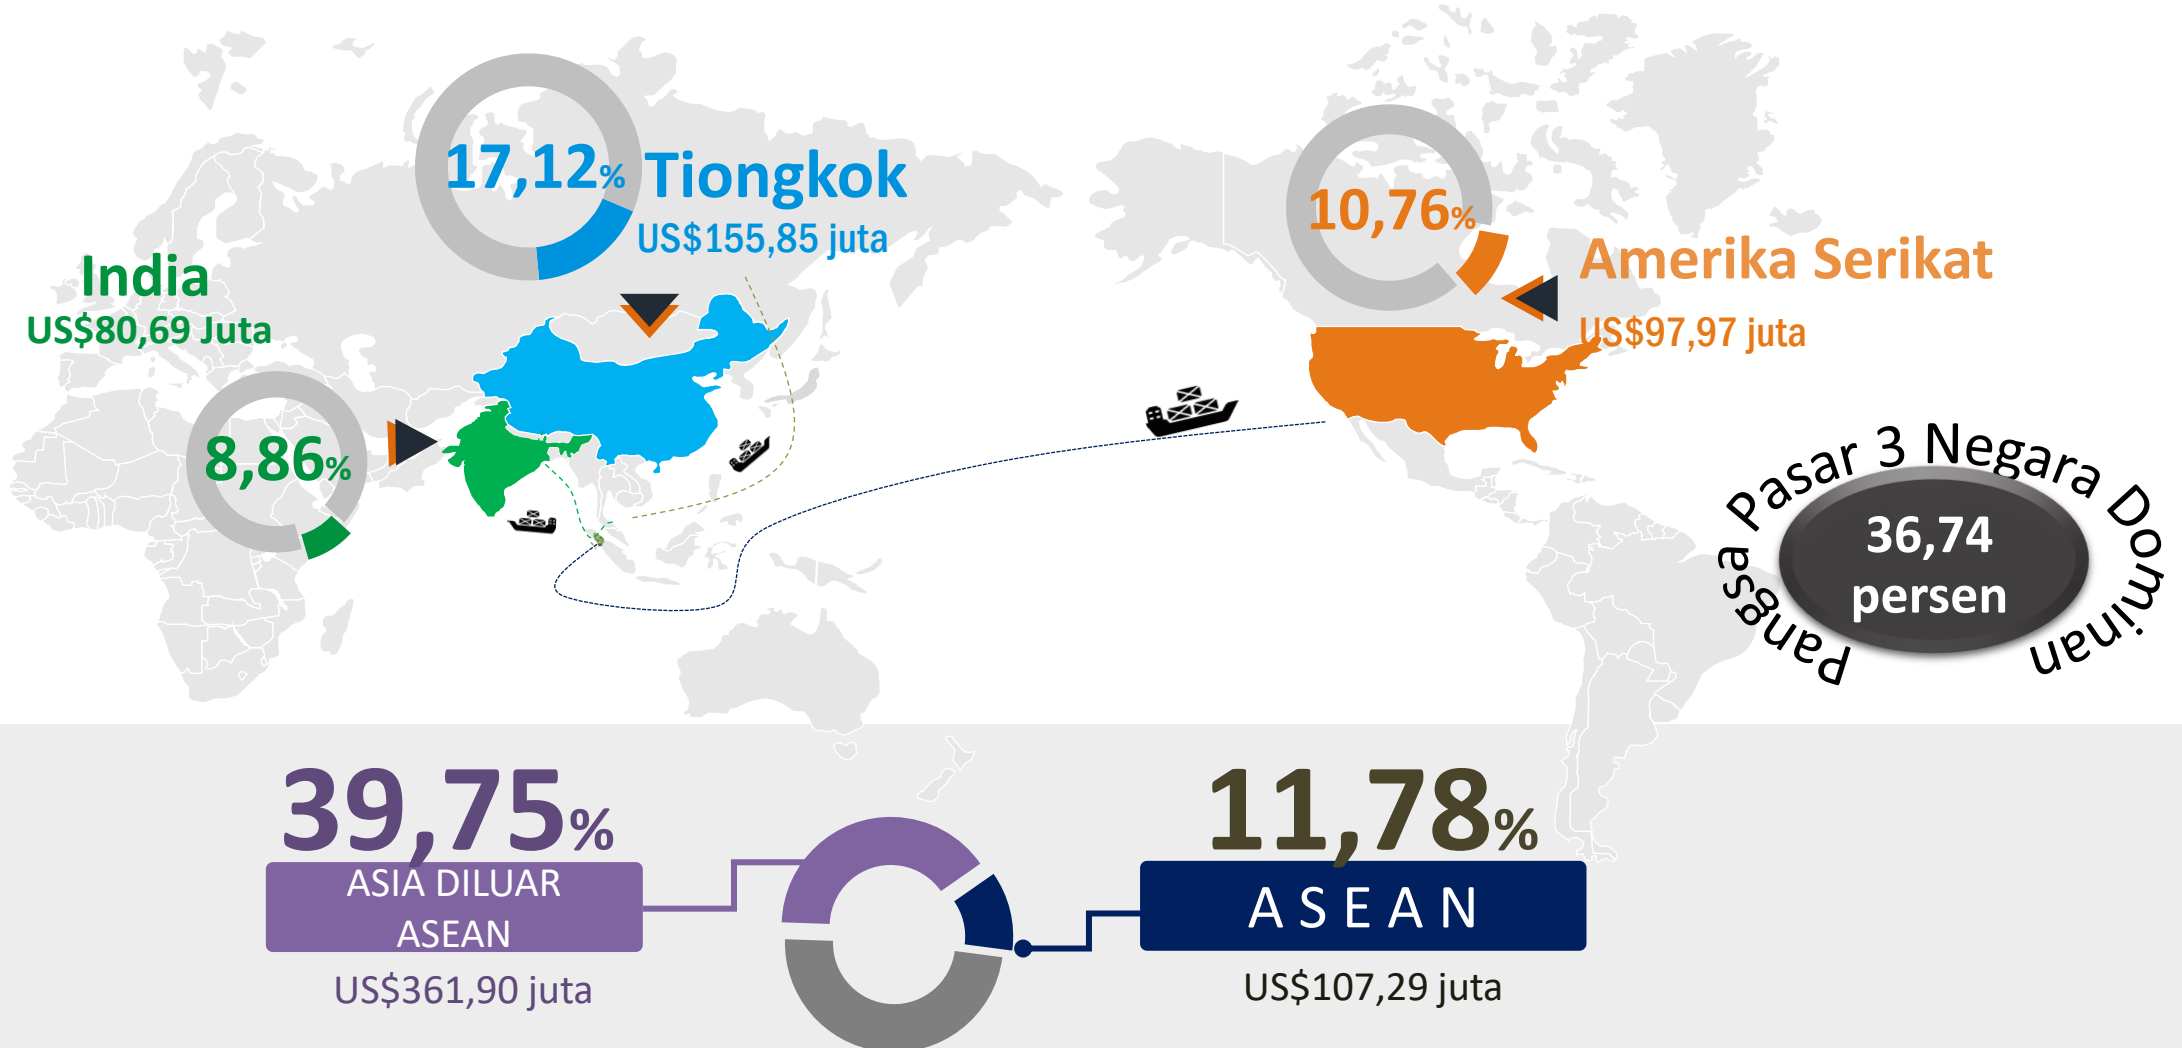 17,12%
Tiongkok
US$155,85 juta
10,76%
Amerika Serikat
US$97,97 juta
India
US$80,69 Juta
8,86%
Pangsa Pasar 3 Negara Dominan
36,74
persen
39,75%
ASIA DILUAR
ASEAN
US$361,90 juta
11,78%
ASEAN
US$107,29 juta